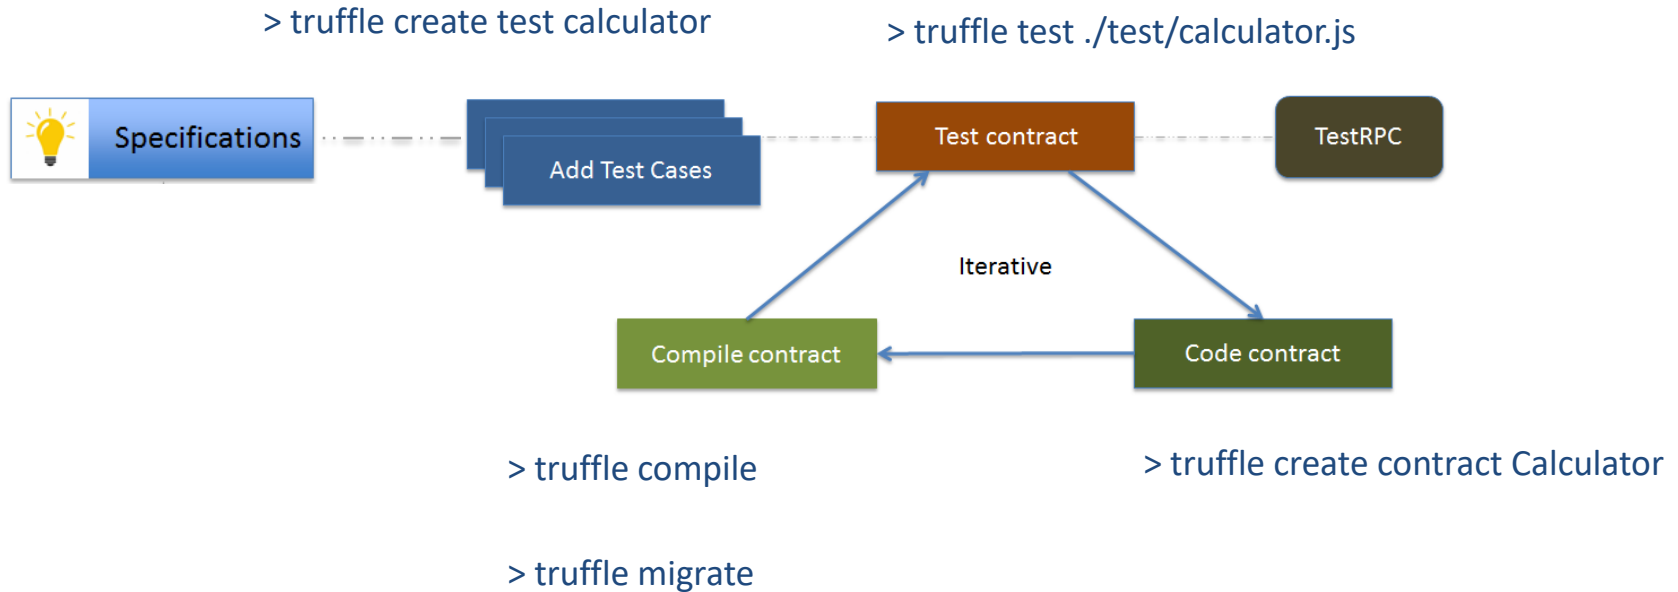 > truffle create test calculator
> truffle test ./test/calculator.js
Specifications
Add Test Cases
Test contract
TestRPC
Iterative
Compile contract
Code contract
> truffle compile
> truffle create contract Calculator
> truffle migrate